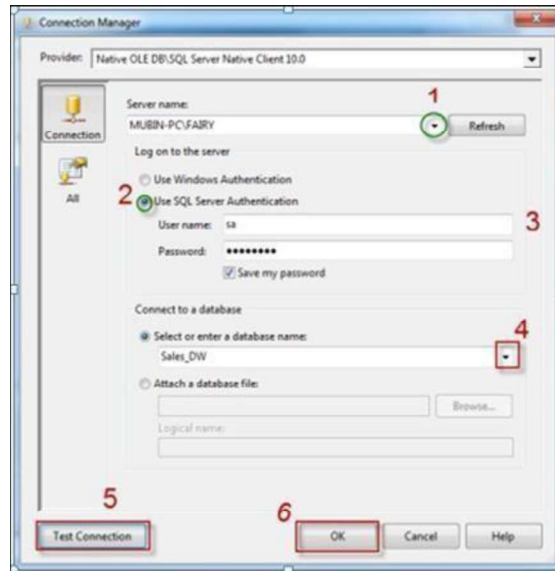 Connection Manager
Provider: Native OLE DB\SQL Server Native Client 10.0
Connection
All
Server name:
1
MUBIN-PC\FAIRY
Refresh
Log on to the server
Use Windows Authentication
2 Use SQL Server Authentication
User name: sa
3
Password: ••••••••
Save my password
Connect to a database
Select or enter a database name:
4
Sales_DW
Attach a database file:
Browse...
Logical name:
5
6
Test Connection OK Cancel Help